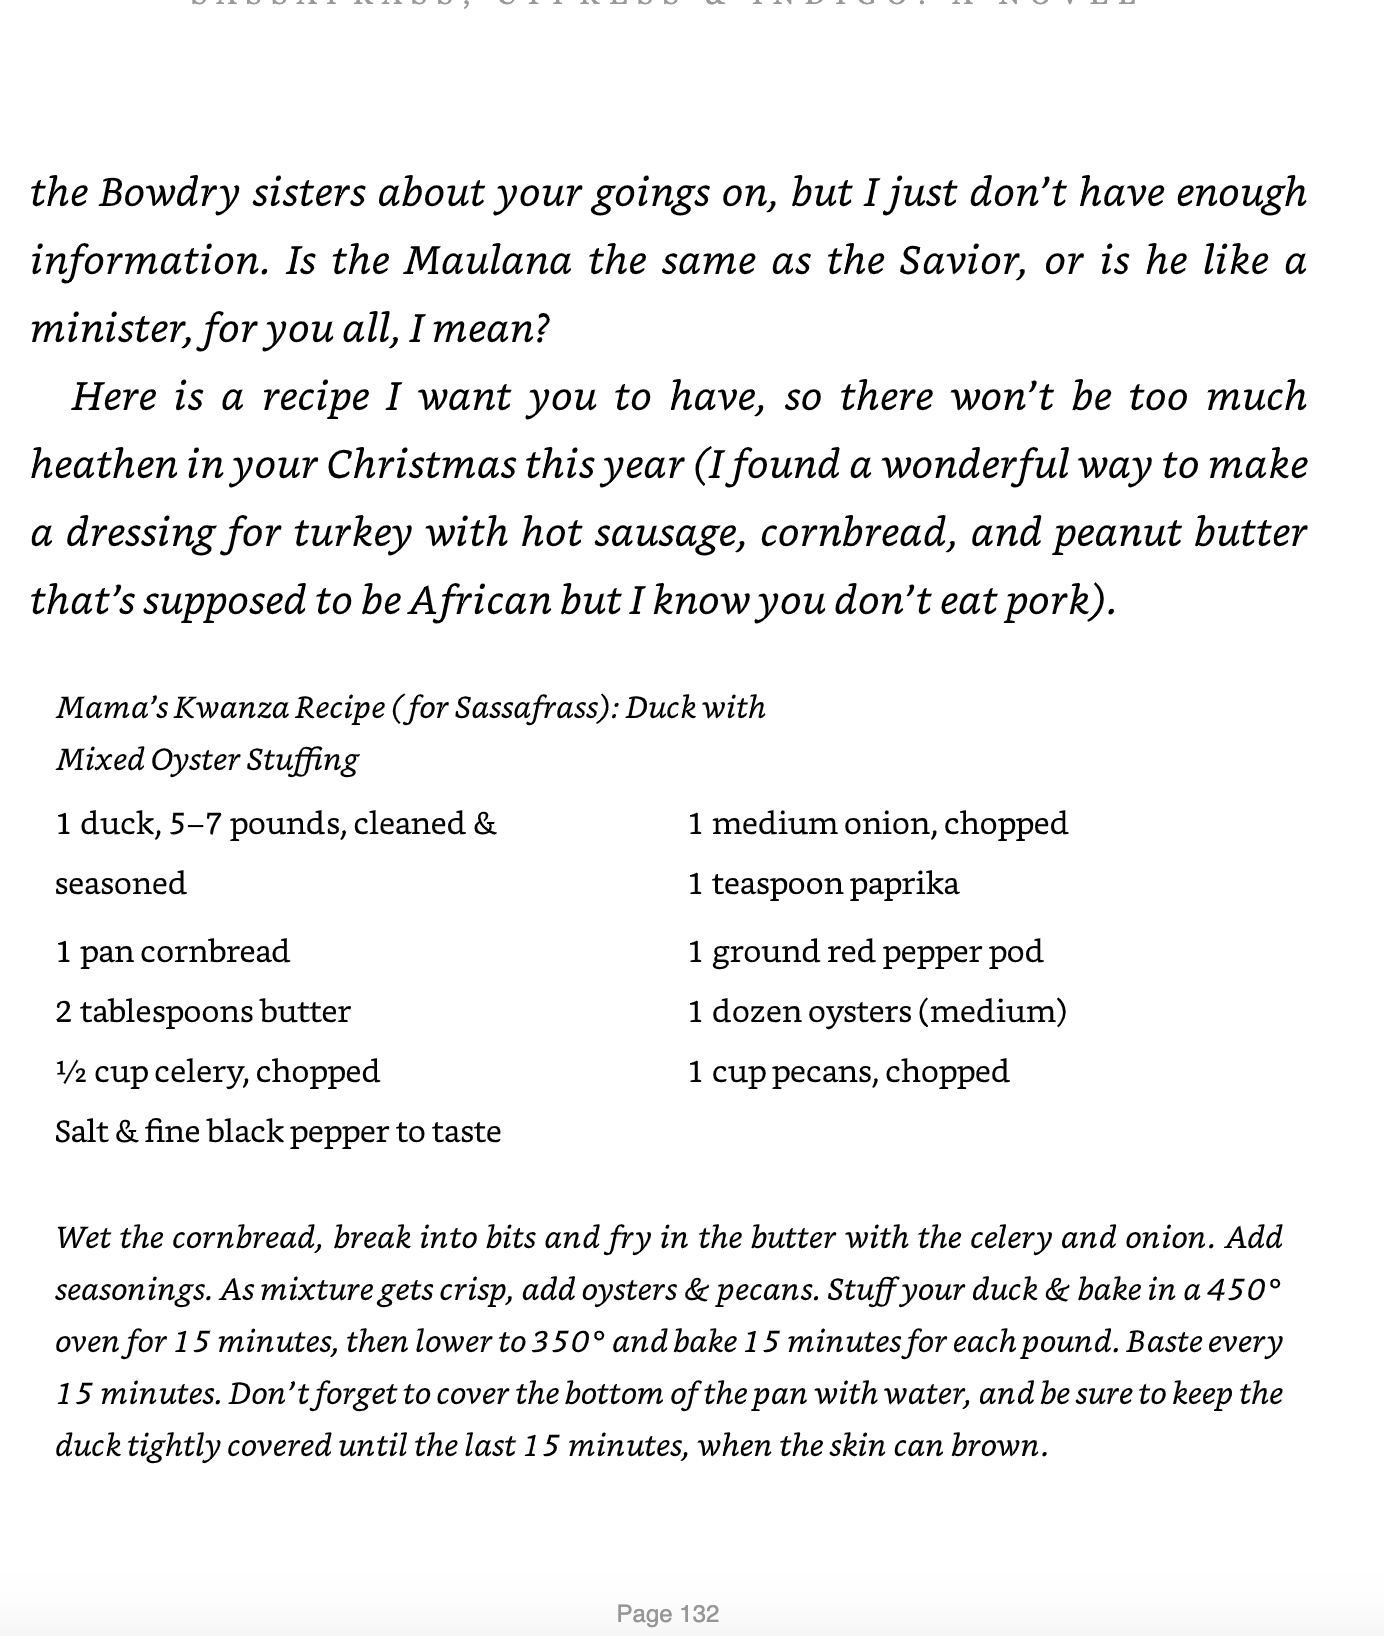 SASSAFRASS, CYPRESS & INDIGO: A NOVEL
the Bowdry sisters about your goings on, but I just don’t have enough
information. Is the Maulana the same as the Savior, or is he like a
minister, for you all, I mean?
Here is a recipe I want you to have, so there won’t be too much
heathen in your Christmas this year (I found a wonderful way to make
a dressing for turkey with hot sausage, cornbread, and peanut butter
that’s supposed to be African but I know you don’t eat pork).
Mama’s Kwanza Recipe (for Sassafrass): Duck with
Mixed Oyster Stuffing
1 duck, 5–7 pounds, cleaned &
seasoned
1 pan cornbread
2 tablespoons butter
½ cup celery, chopped
Salt & fine black pepper to taste
1 medium onion, chopped
1 teaspoon paprika
1 ground red pepper pod
1 dozen oysters (medium)
1 cup pecans, chopped
Wet the cornbread, break into bits and fry in the butter with the celery and onion. Add
seasonings. As mixture gets crisp, add oysters & pecans. Stuff your duck & bake in a 450°
oven for 15 minutes, then lower to 350° and bake 15 minutes for each pound. Baste every
15 minutes. Don’t forget to cover the bottom of the pan with water, and be sure to keep the
duck tightly covered until the last 15 minutes, when the skin can brown.
Page 132